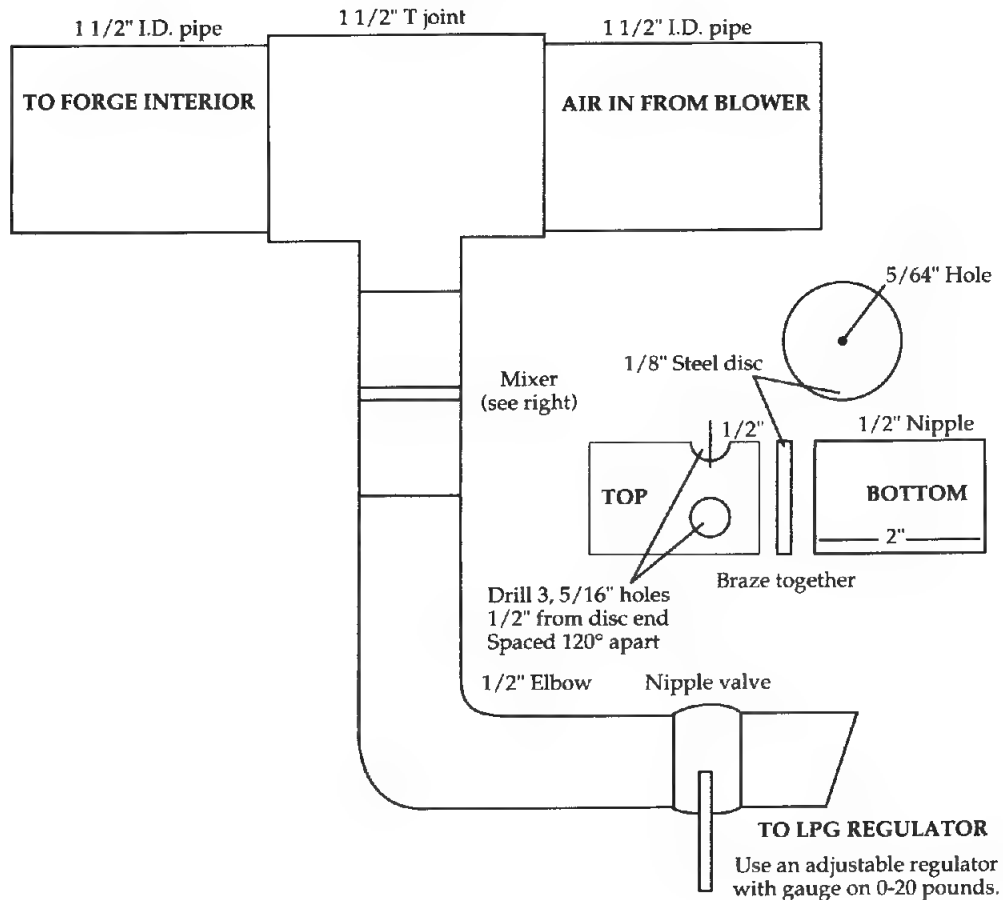 1 1/2" I.D. pipe
1 1/2" T joint
1 1/2" I.D. pipe
TO FORGE INTERIOR
AIR IN FROM BLOWER
5/64" Hole
1/8" Steel disc
Mixer
(see right)
1/2"
1/2" Nipple
TOP
BOTTOM
2"
Braze together
Drill 3, 5/16" holes
1/2" from disc end
Spaced 120° apart
1/2" Elbow
Nipple valve
TO LPG REGULATOR
Use an adjustable regulator
with gauge on 0-20 pounds.